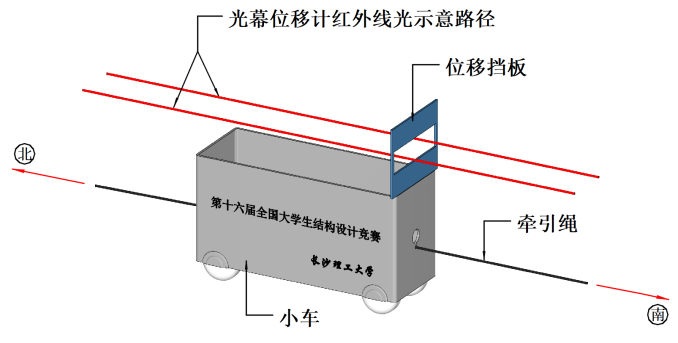 光幕位移计红外线光示意路径
位移挡板
北
第十六届全国大学生结构设计竞赛
牵引绳
长沙理工大学
小车
南